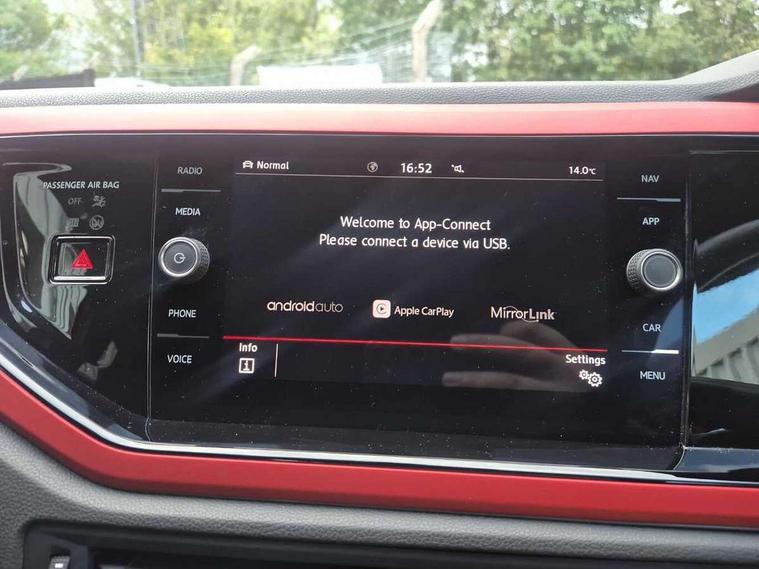 PASSENGER AIR BAG
OFF
RADIO
MEDIA
PHONE
VOICE
Normal
16:52
14.0°C
Welcome to App-Connect
Please connect a device via USB.
androidauto
Apple CarPlay
MirrorLink
Info
Settings
NAV
APP
CAR
MENU